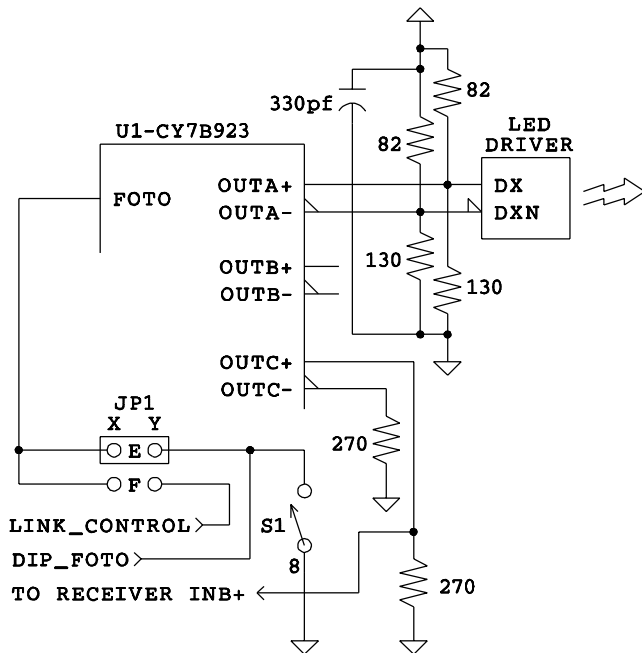 330pf
82
U1-CY7B923
82
LED
DRIVER
OUTA+
DX
FOTO
OUTA-
DXN
130
OUTB+
OUTB-
130
OUTC+
OUTC-
JP1
X Y
E
270
F
LINK_CONTROL
S1
DIP_FOTO
8
TO RECEIVER INB+
270